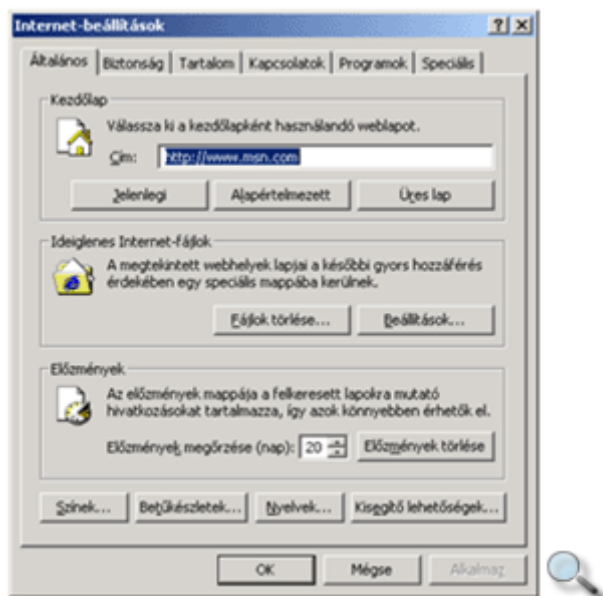 Internet-beállítások
Általános Biztonság Tartalom Kapcsolatok Programok Speciális
Kezdőlap
Válassza ki a kezdőlapként használandó weblapot.
Cím: http://www.msn.com
Jelenlegi Alapértelmezett Üres lap
Ideiglenes Internet-fájlok
A megtekintett webhelyek lapjai a későbbi gyors hozzáférés
érdekében egy speciális mappába kerülnek.
Fájlok törlése... Beállítások...
Előzmények
Az előzmények mappája a felkeresett lapokra mutató
hivatkozásokat tartalmazza, így azok könnyebben érhetők el.
Előzmények megőrzése (nap): 20 Előzmények törlése
Színek... Betűkészletek... Nyelvek... Kisegítő lehetőségek...
OK Mégse Alkalmaz